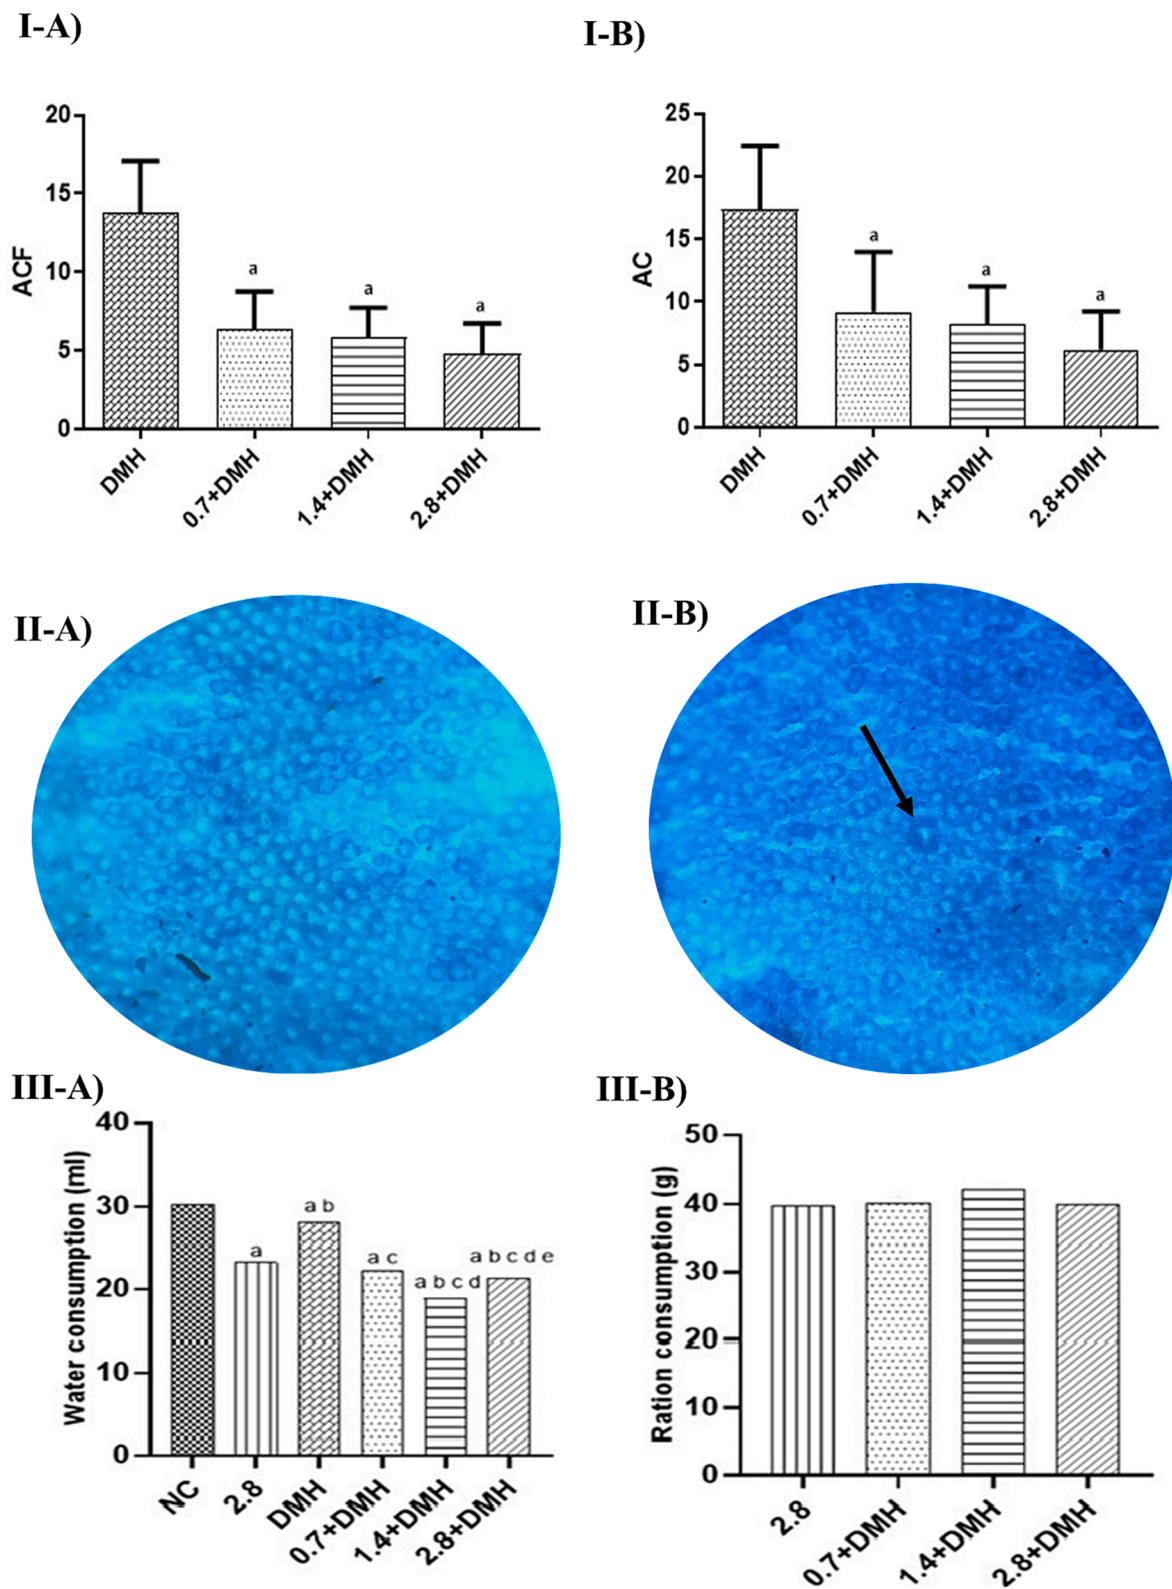 I-A)
I-B)
ACF
20
15
10
5
0
a
a
a
DMH
0.7+DMH
1.4+DMH
2.8+DMH
AC
25
20
15
10
5
0
a
a
a
DMH
0.7+DMH
1.4+DMH
2.8+DMH
II-A)
II-B)
III-A)
III-B)
Water consumption (ml)
40
30
20
10
0
a
a b
a c
a b c d
a b c d e
NC
2.8
DMH
0.7+DMH
1.4+DMH
2.8+DMH
Ration consumption (g)
50
40
30
20
10
0
2.8
0.7+DMH
1.4+DMH
2.8+DMH